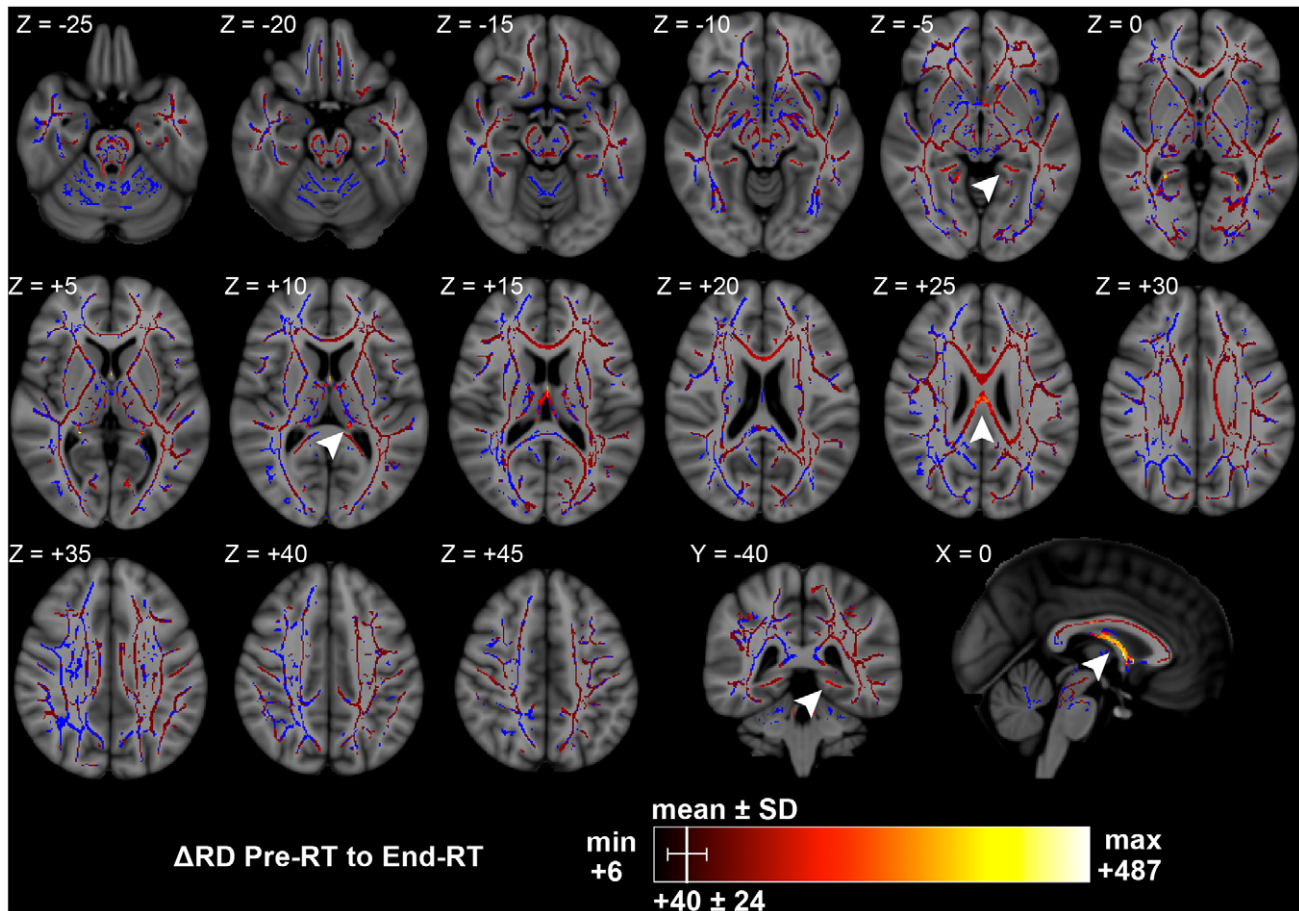 Z = -25
Z = -20
Z = -15
Z = -10
Z = -5
Z = 0
Z = +5
Z = +10
Z = +15
Z = +20
Z = +25
Z = +30
Z = +35
Z = +40
Z = +45
Y = -40
X = 0
mean ± SD
ΔRD Pre-RT to End-RT
min
+6
max
+487
+40 ± 24